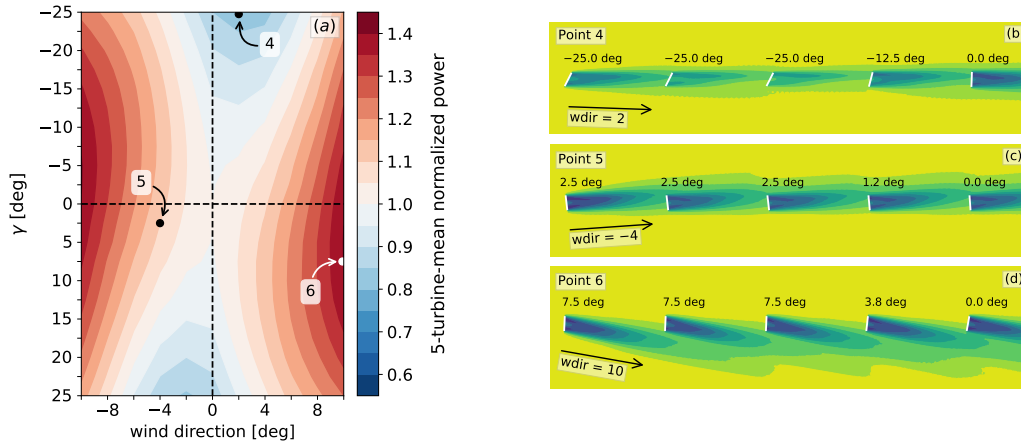 −25
−20
−15
−10
−5
0
5
10
15
20
25
γ [deg]
−8
−4
0
4
8
wind direction [deg]
(a)
4
5
6
1.4
1.3
1.2
1.1
1.0
0.9
0.8
0.7
0.6
5-turbine-mean normalized power
Point 4
(b)
−25.0 deg
−25.0 deg
−25.0 deg
−12.5 deg
0.0 deg
wdir = 2
Point 5
(c)
2.5 deg
2.5 deg
2.5 deg
1.2 deg
0.0 deg
wdir = −4
Point 6
(d)
7.5 deg
7.5 deg
7.5 deg
3.8 deg
0.0 deg
wdir = 10